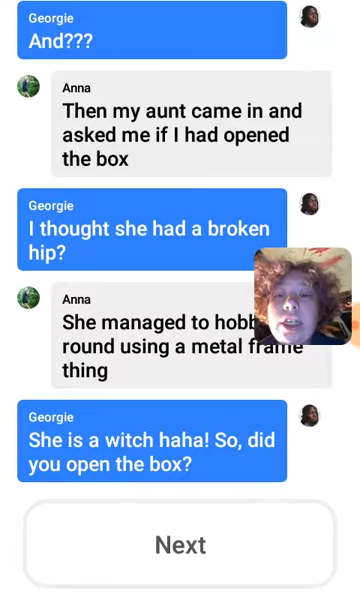 Georgie
And???
Anna
Then my aunt came in and
asked me if I had opened
the box
Georgie
I thought she had a broken
hip?
Anna
She managed to
round using a metal frame
thing
Georgie
She is a witch haha! So, did
you open the box?
Next